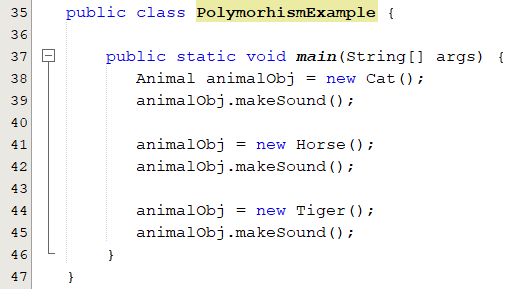 35 public class PolymorhismExample {
36
37 public static void main(String[] args) {
38 Animal animalObj = new Cat();
39 animalObj.makeSound();
40
41 animalObj = new Horse();
42 animalObj.makeSound();
43
44 animalObj = new Tiger();
45 animalObj.makeSound();
46 }
47 }